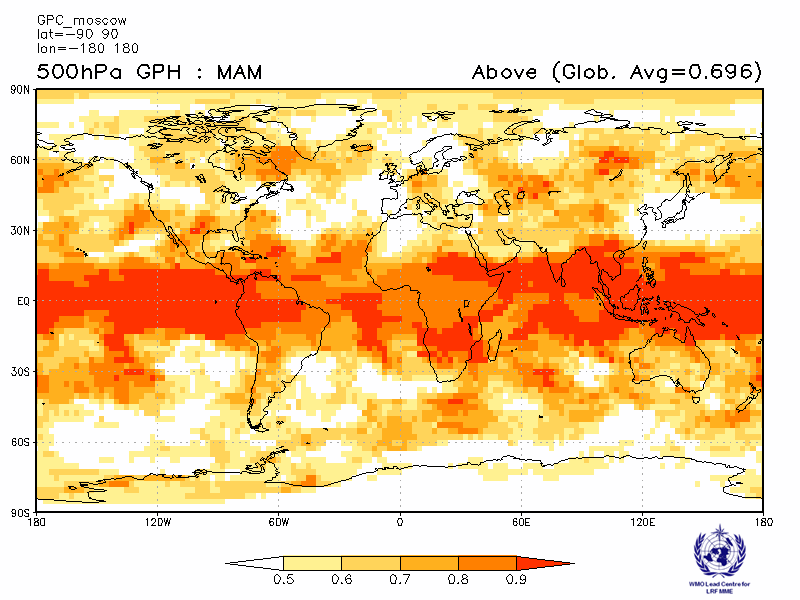 GPC_moscow
lat=−90 90
lon=−180 180
500hPa GPH : MAM Above (Glob. Avg=0.696)
90N
60N
30N
EQ
30S
60S
90S
180 120W 60W 0 60E 120E 180
0.5 0.6 0.7 0.8 0.9
WMO Lead Centre for
LRF MME